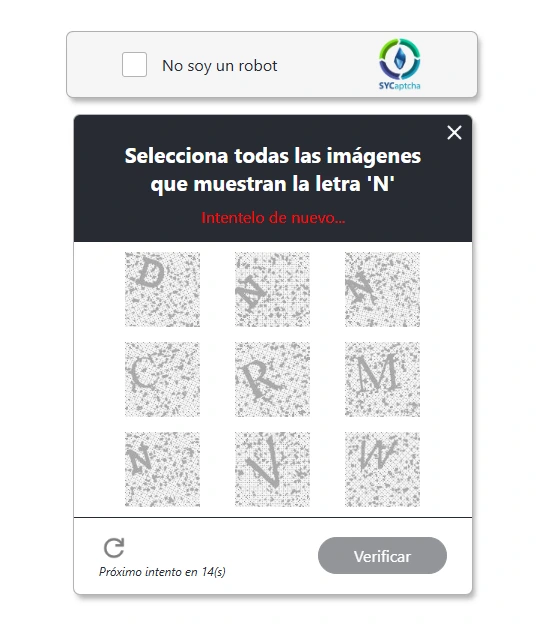 No soy un robot
SYCaptcha
Selecciona todas las imágenes
que muestran la letra 'N'
Intentelo de nuevo...
D N N
C R M
N V W
Próximo intento en 14(s)
Verificar